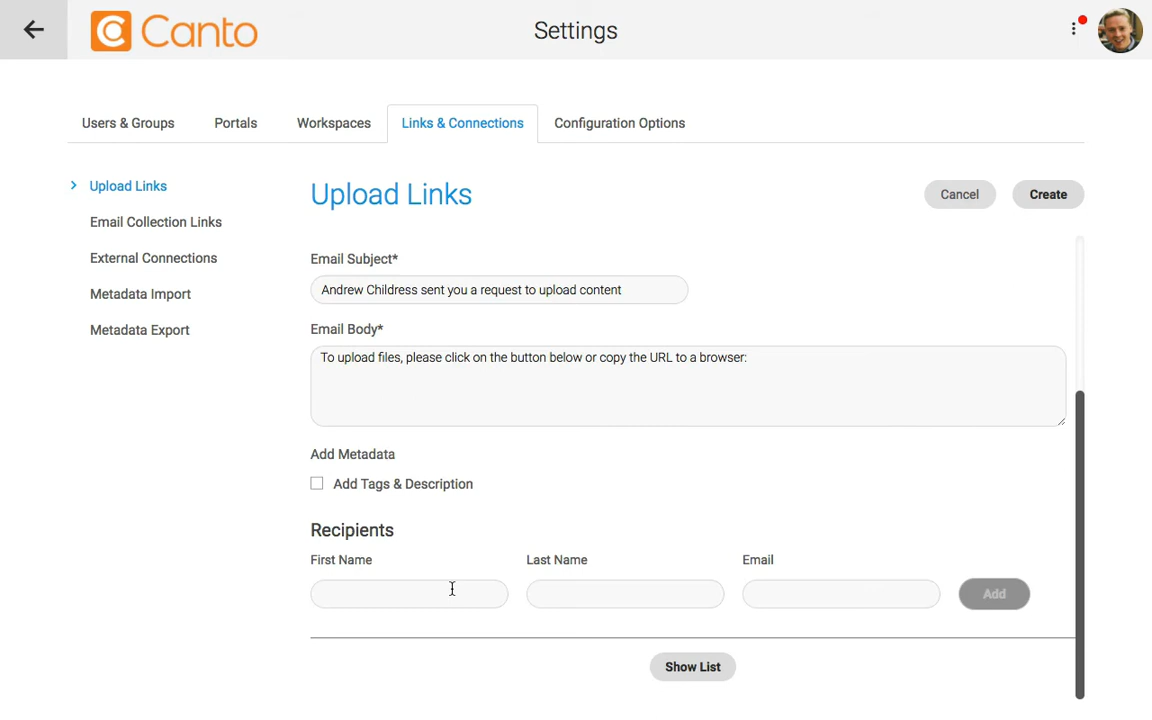 Canto
Settings
Users & Groups
Portals
Workspaces
Links & Connections
Configuration Options
Upload Links
Email Collection Links
External Connections
Metadata Import
Metadata Export
Upload Links
Cancel
Create
Email Subject*
Andrew Childress sent you a request to upload content
Email Body*
To upload files, please click on the button below or copy the URL to a browser:
Add Metadata
Add Tags & Description
Recipients
First Name
Last Name
Email
Add
Show List